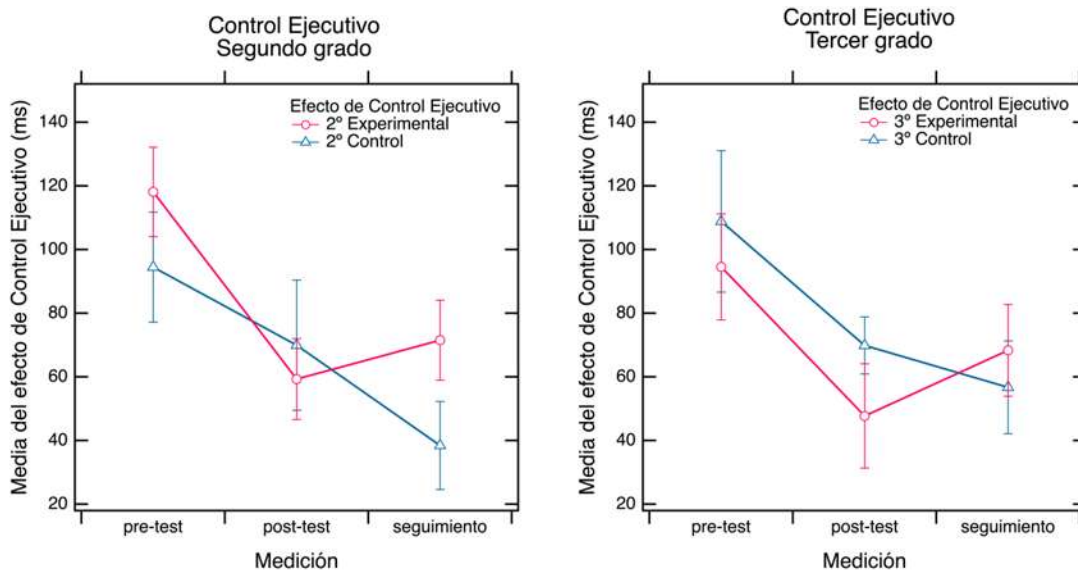 Control Ejecutivo
Segundo grado
Media del efecto de Control Ejecutivo (ms)
140
120
100
80
60
40
20
Efecto de Control Ejecutivo
2º Experimental
2º Control
pre-test post-test seguimiento
Medición
Control Ejecutivo
Tercer grado
Media del efecto de Control Ejecutivo (ms)
140
120
100
80
60
40
20
Efecto de Control Ejecutivo
3º Experimental
3º Control
pre-test post-test seguimiento
Medición